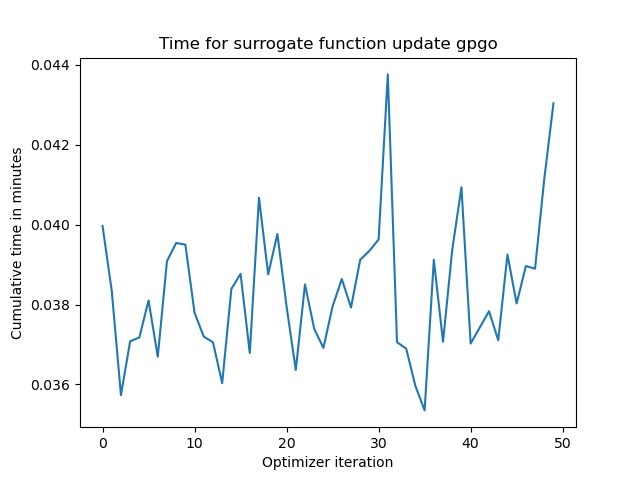 Time for surrogate function update gpgo
Cumulative time in minutes
0.044
0.042
0.040
0.038
0.036
0 10 20 30 40 50
Optimizer iteration